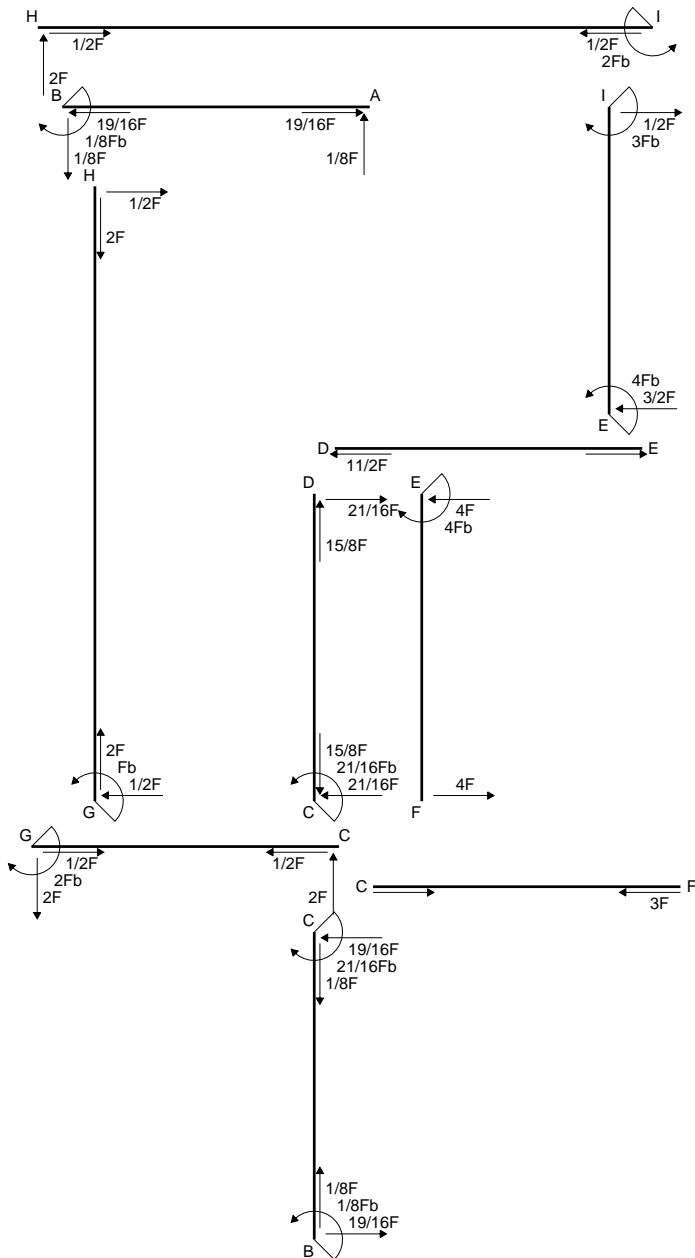 H
I
1/2F
1/2F
2Fb
2F
B
A
I
19/16F
19/16F
1/2F
1/8Fb
3Fb
1/8F
1/8F
H
1/2F
2F
4Fb
3/2F
E
D
E
11/2F
D
E
21/16F
4F
4Fb
15/8F
2F
15/8F
Fb
21/16Fb
1/2F
21/16F
4F
G
C
F
G
C
1/2F
1/2F
2Fb
2F
2F
C
F
3F
C
19/16F
21/16Fb
1/8F
1/8F
1/8Fb
19/16F
B